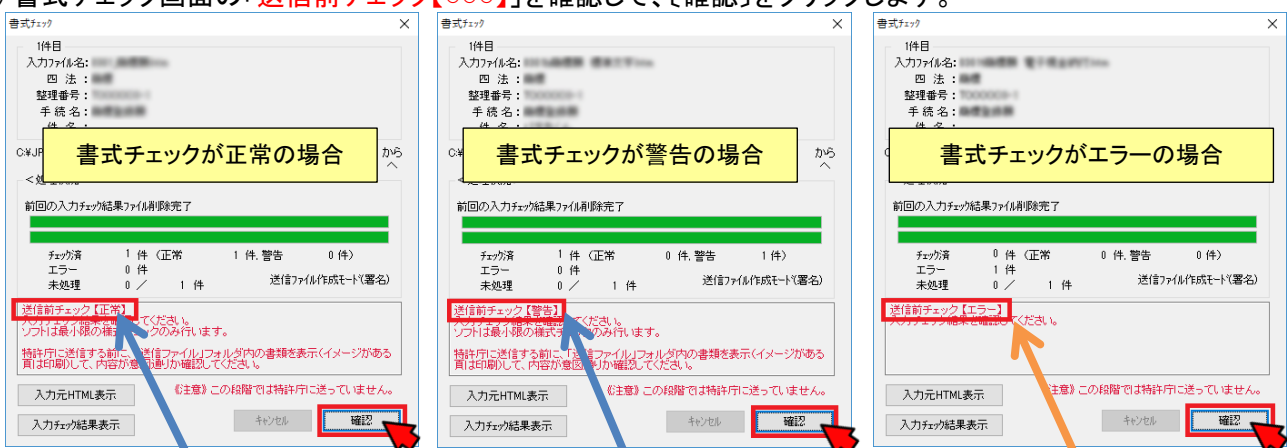 書式チェック画面の「送信前チェック【○○○】」を確認して、[確認]をクリックします。
書式チェック
1件目
入力ファイル名:
四 法 :
整理番号:
手 続 名:
件 名 :
書式チェックが正常の場合
C:¥JP
から
へ
前回の入力チェック結果ファイル削除完了
チェック済 1 件 (正常 1 件, 警告 0 件)
エラー 0 件
未処理 0 / 1 件 送信ファイル作成モード(署名)
送信前チェック【正常】
入力チェック結果を確認してください。
ソフトは最小限の様式チェックのみ行います。
特許庁に送信する前に、「送信ファイル」フォルダ内の書類を表示(イメージがある
頁は印刷)して、内容が意図通りか確認してください。
入力元HTML表示
《注意》この段階では特許庁に送っていません。
入力チェック結果表示
キャンセル
確認
書式チェック
1件目
入力ファイル名:
四 法 :
整理番号:
手 続 名:
書式チェックが警告の場合
C:¥
から
へ
前回の入力チェック結果ファイル削除完了
チェック済 1 件 (正常 0 件, 警告 1 件)
エラー 0 件
未処理 0 / 1 件 送信ファイル作成モード(署名)
送信前チェック【警告】
入力チェック結果を確認してください。
ソフトは最小限の様式チェックのみ行います。
特許庁に送信する前に、「送信ファイル」フォルダ内の書類を表示(イメージがある
頁は印刷)して、内容が意図通りか確認してください。
入力元HTML表示
《注意》この段階では特許庁に送っていません。
入力チェック結果表示
キャンセル
確認
書式チェック
1件目
入力ファイル名:
四 法 :
整理番号:
手 続 名:
件 名 :
書式チェックがエラーの場合
前回の入力チェック結果ファイル削除完了
チェック済 0 件 (正常 0 件, 警告 0 件)
エラー 1 件
未処理 0 / 1 件 送信ファイル作成モード(署名)
送信前チェック【エラー】
入力チェック結果を確認してください。
入力元HTML表示
《注意》この段階では特許庁に送っていません。
入力チェック結果表示
キャンセル
確認